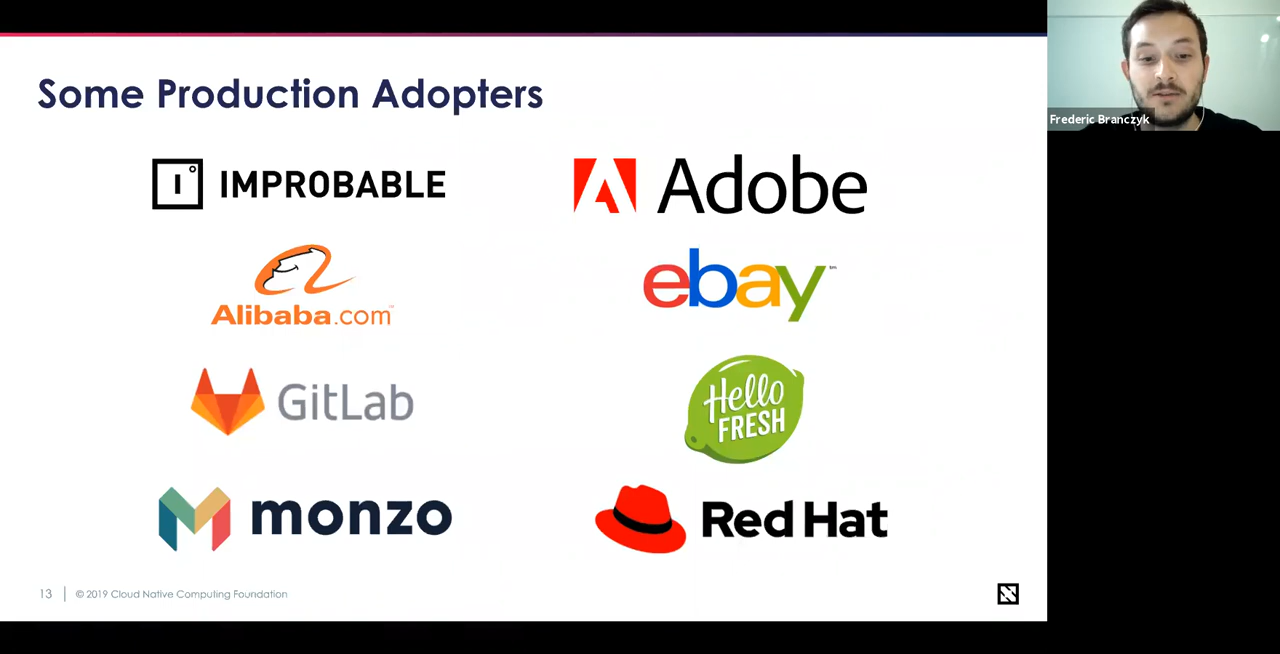 Some Production Adopters
Frederic Branczyk
IMPROBABLE
Adobe
Alibaba.com
ebay
GitLab
Hello
FRESH
monzo
Red Hat
13
© 2019 Cloud Native Computing Foundation